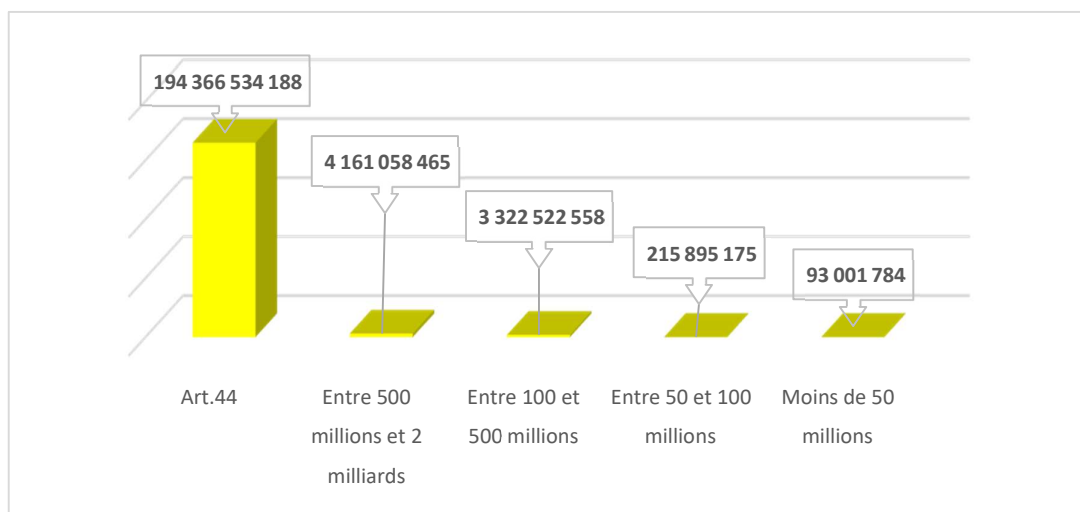 194 366 534 188
4 161 058 465
3 322 522 558
215 895 175
93 001 784
Art.44
Entre 500
millions et 2
milliards
Entre 100 et
500 millions
Entre 50 et 100
millions
Moins de 50
millions